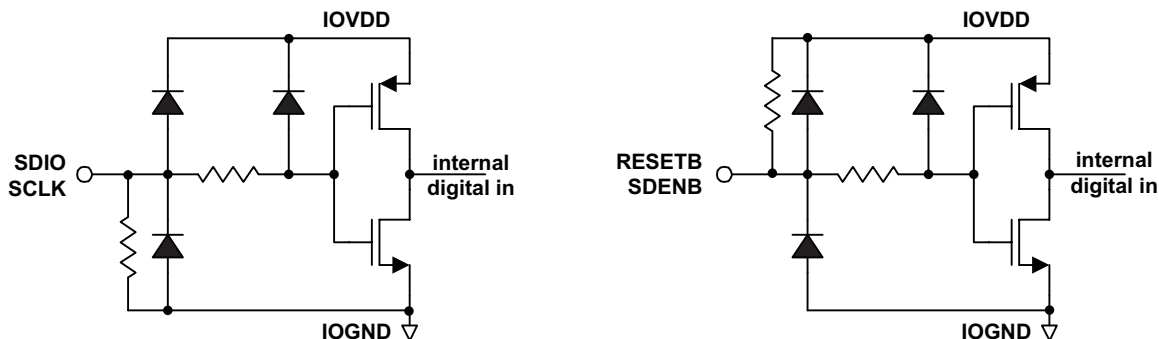 IOVDD
SDIO
SCLK
internal
digital in
IOGND
IOVDD
RESETB
SDENB
internal
digital in
IOGND